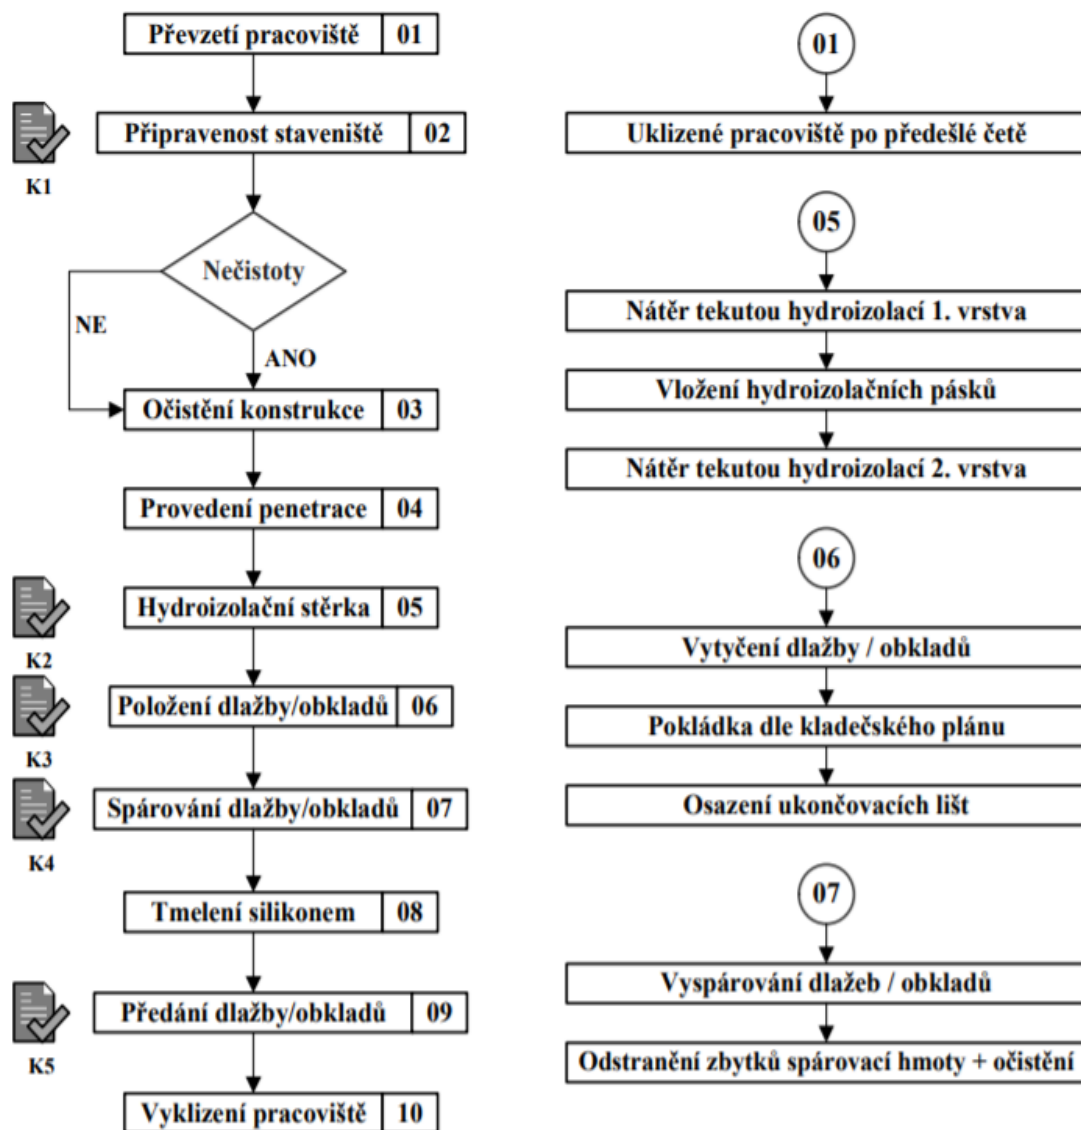 Převzetí pracoviště 01
Připravenost staveniště 02
K1
Nečistoty
NE
ANO
Očistění konstrukce 03
Provedení penetrace 04
Hydroizolační stěrka 05
K2
Položení dlažby/obkladů 06
K3
Spárování dlažby/obkladů 07
K4
Tmelení silikonem 08
Předání dlažby/obkladů 09
K5
Vyklizení pracoviště 10
01
Uklizené pracoviště po předešlé četě
05
Nátěr tekutou hydroizolací 1. vrstva
Vložení hydroizolačních pásků
Nátěr tekutou hydroizolací 2. vrstva
06
Vytyčení dlažby / obkladů
Pokládka dle kladečského plánu
Osazení ukončovacích lišt
07
Vyspárování dlažeb / obkladů
Odstranění zbytků spárovací hmoty + očistění